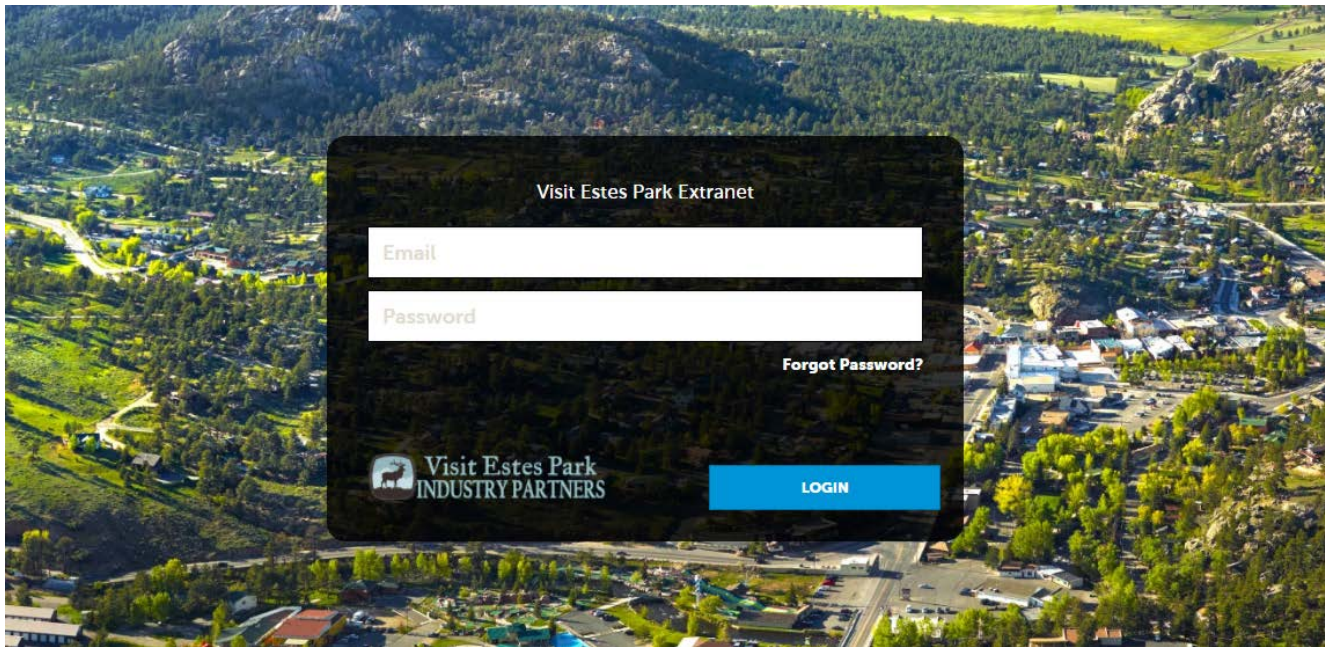 Visit Estes Park Extranet
Email
Password
Forgot Password?
Visit Estes Park
INDUSTRY PARTNERS
LOGIN